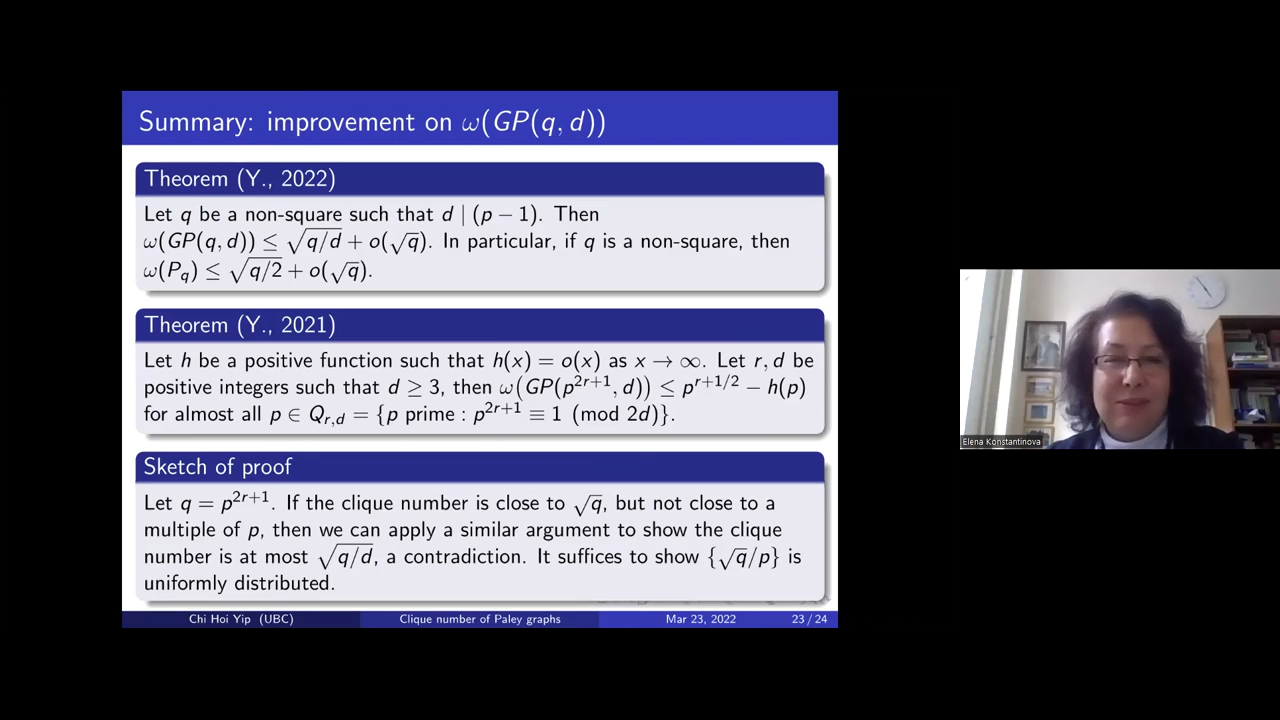 Summary: improvement on ω(GP(q, d))
Theorem (Y., 2022)
Let q be a non-square such that d | (p − 1). Then
ω(GP(q, d)) ≤ √q/d + o(√q). In particular, if q is a non-square, then
ω(P_q) ≤ √q/2 + o(√q).
Theorem (Y., 2021)
Let h be a positive function such that h(x) = o(x) as x → ∞. Let r, d be
positive integers such that d ≥ 3, then ω(GP(p^{2r+1}, d)) ≤ p^{r+1/2} − h(p)
for almost all p ∈ Q_{r,d} = {p prime : p^{2r+1} ≡ 1 (mod 2d)}.
Sketch of proof
Let q = p^{2r+1}. If the clique number is close to √q, but not close to a
multiple of p, then we can apply a similar argument to show the clique
number is at most √q/d, a contradiction. It suffices to show {√q/p} is
uniformly distributed.
Chi Hoi Yip (UBC)
Clique number of Paley graphs
Mar 23, 2022
23 / 24
Elena Konstantinova